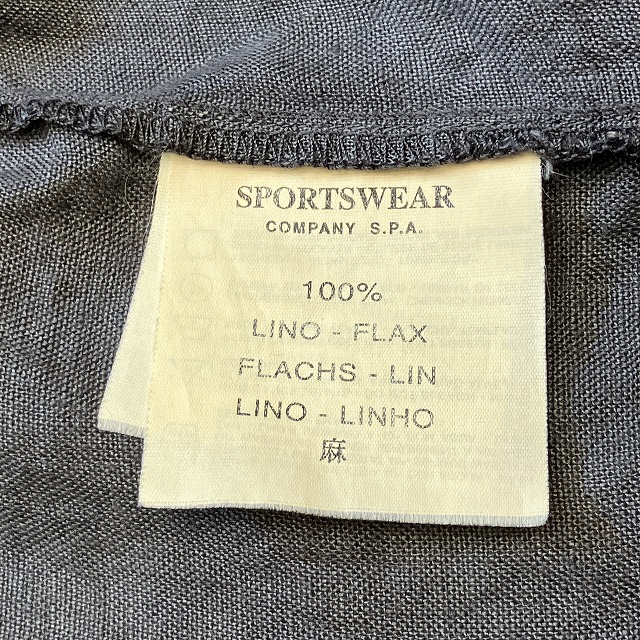 SPORTSWEAR
COMPANY S.P.A.
100%
LINO - FLAX
FLACHS - LIN
LINO - LINHO
麻